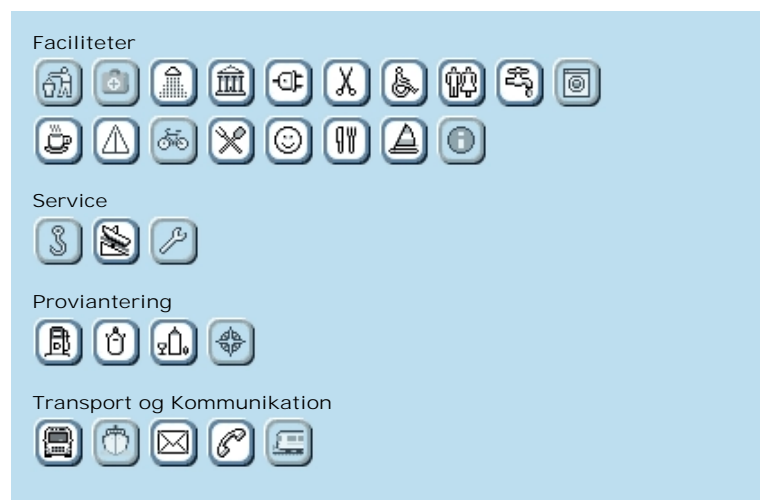 Faciliteter
Service
Proviantering
Transport og Kommunikation